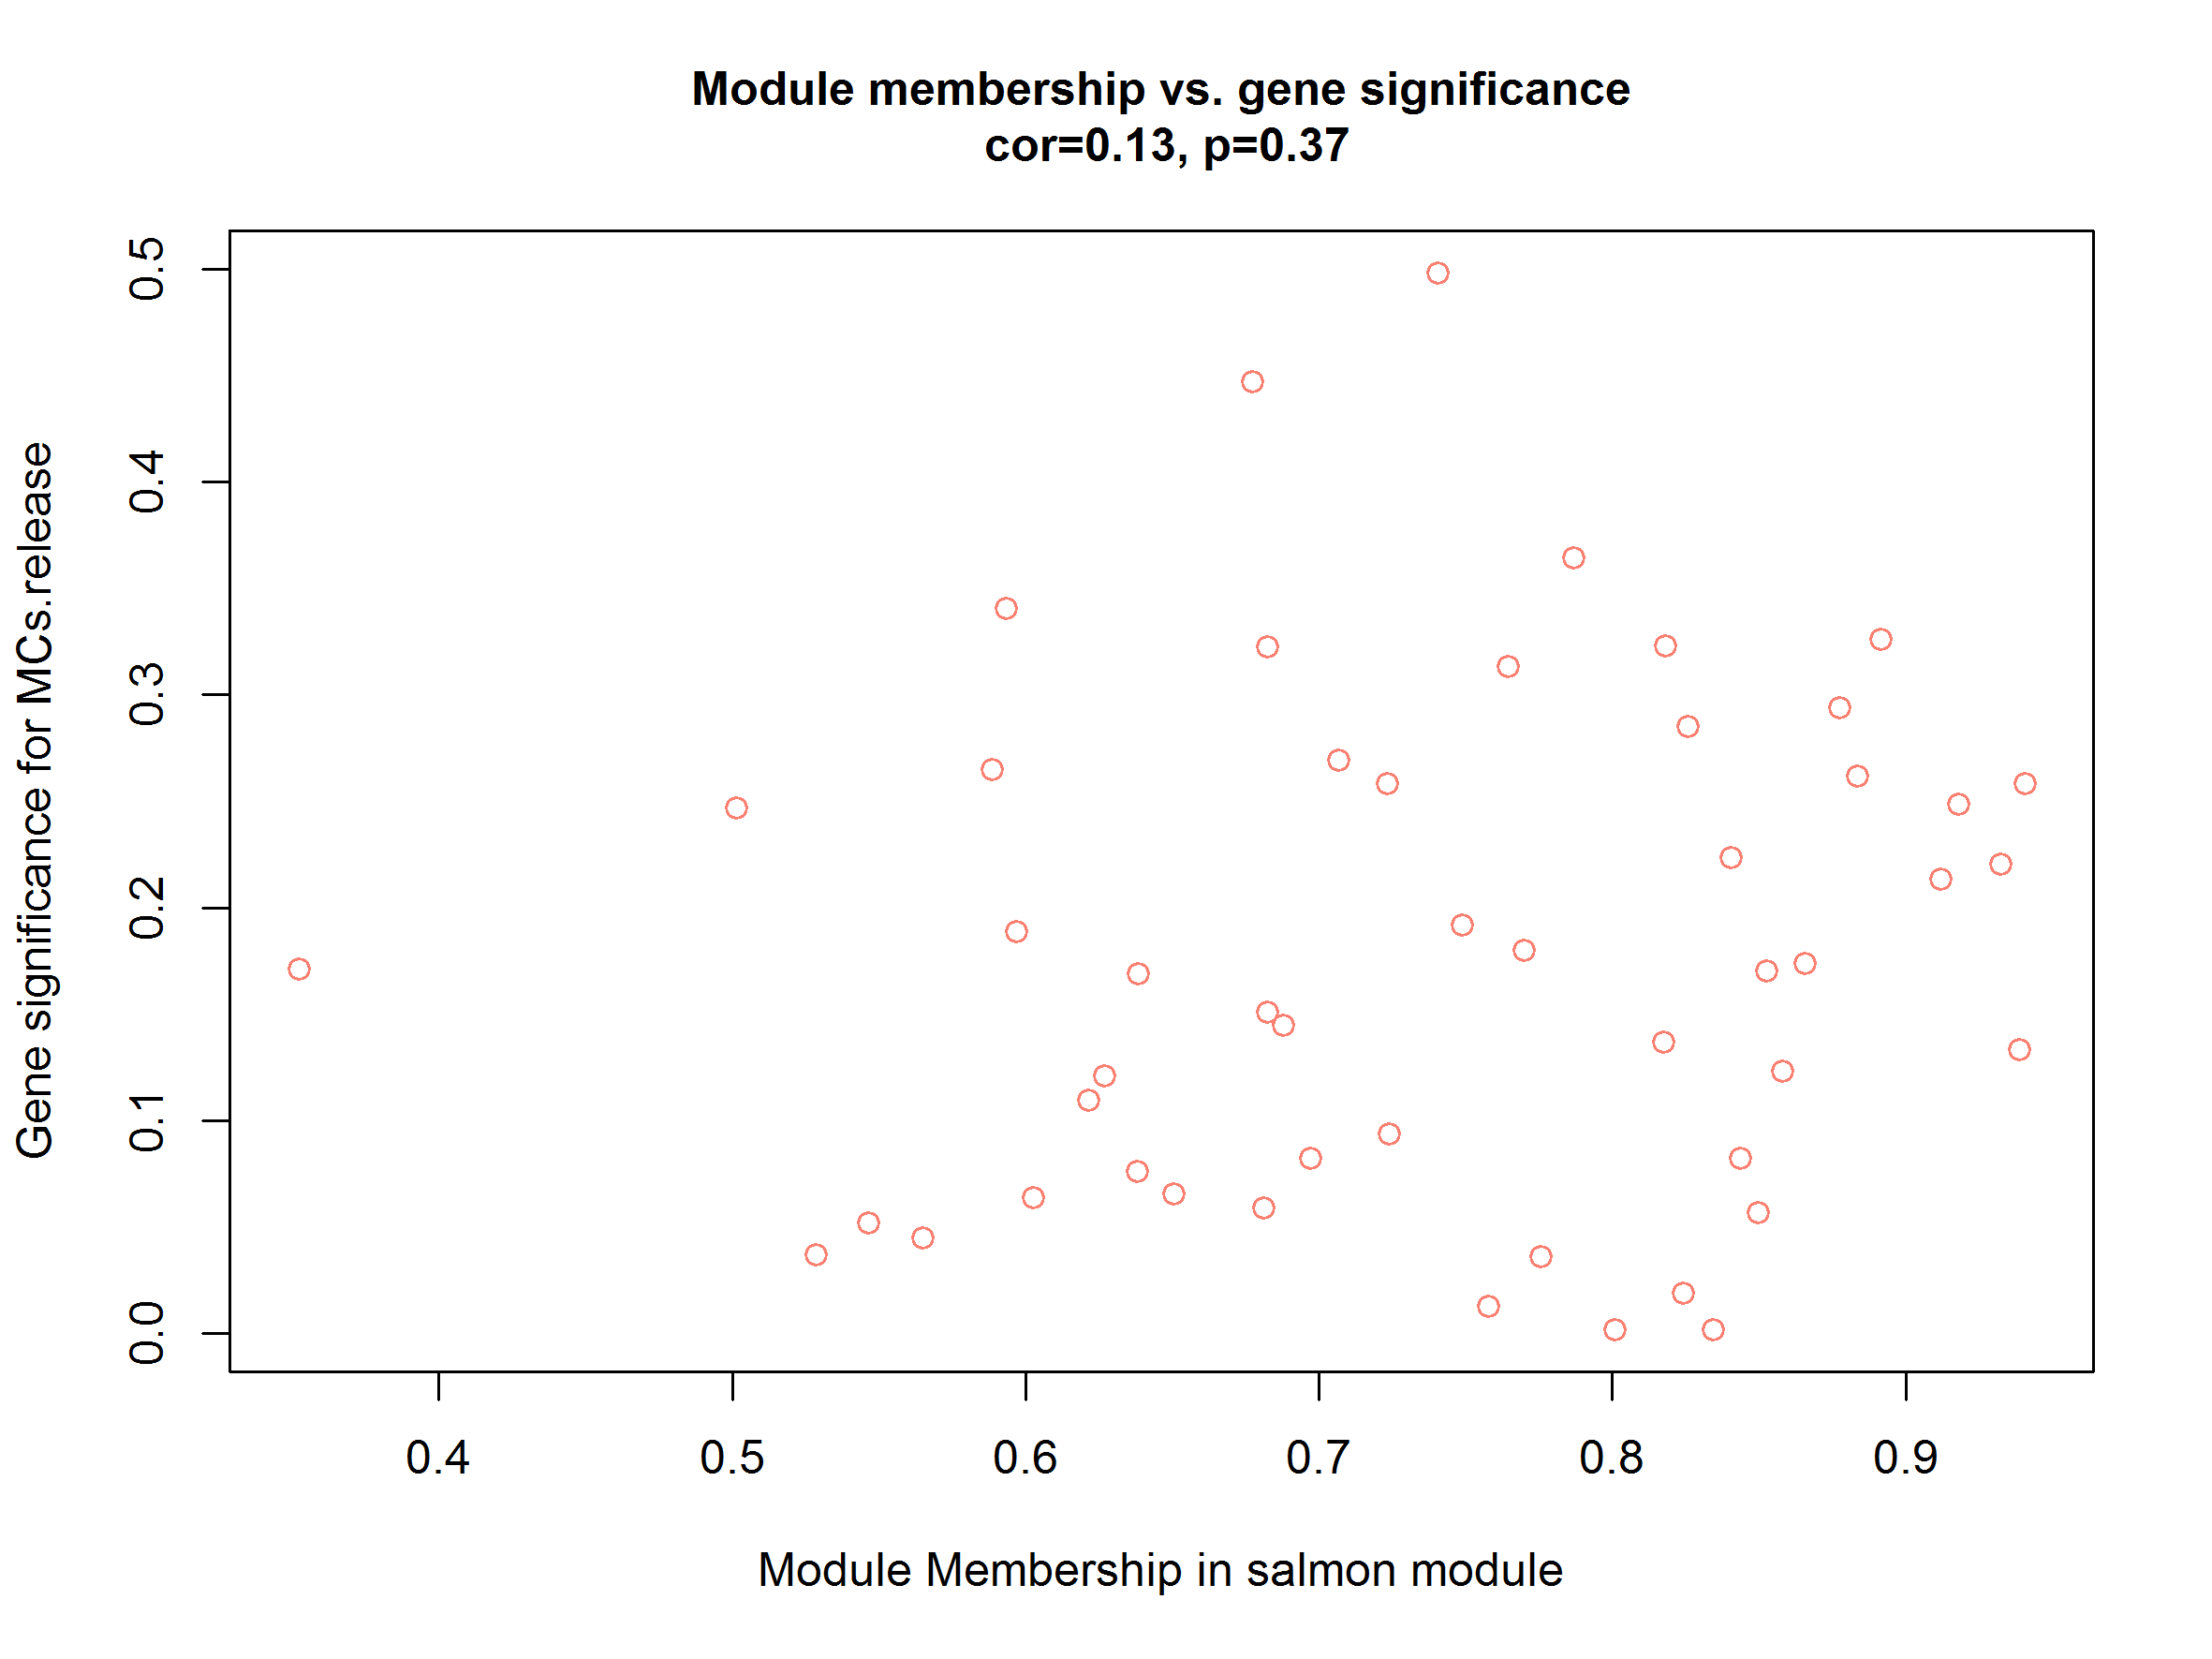 Module membership vs. gene significance
cor=0.13, p=0.37
Gene significance for MCs.release
0.5
0.4
0.3
0.2
0.1
0.0
0.4 0.5 0.6 0.7 0.8 0.9
Module Membership in salmon module